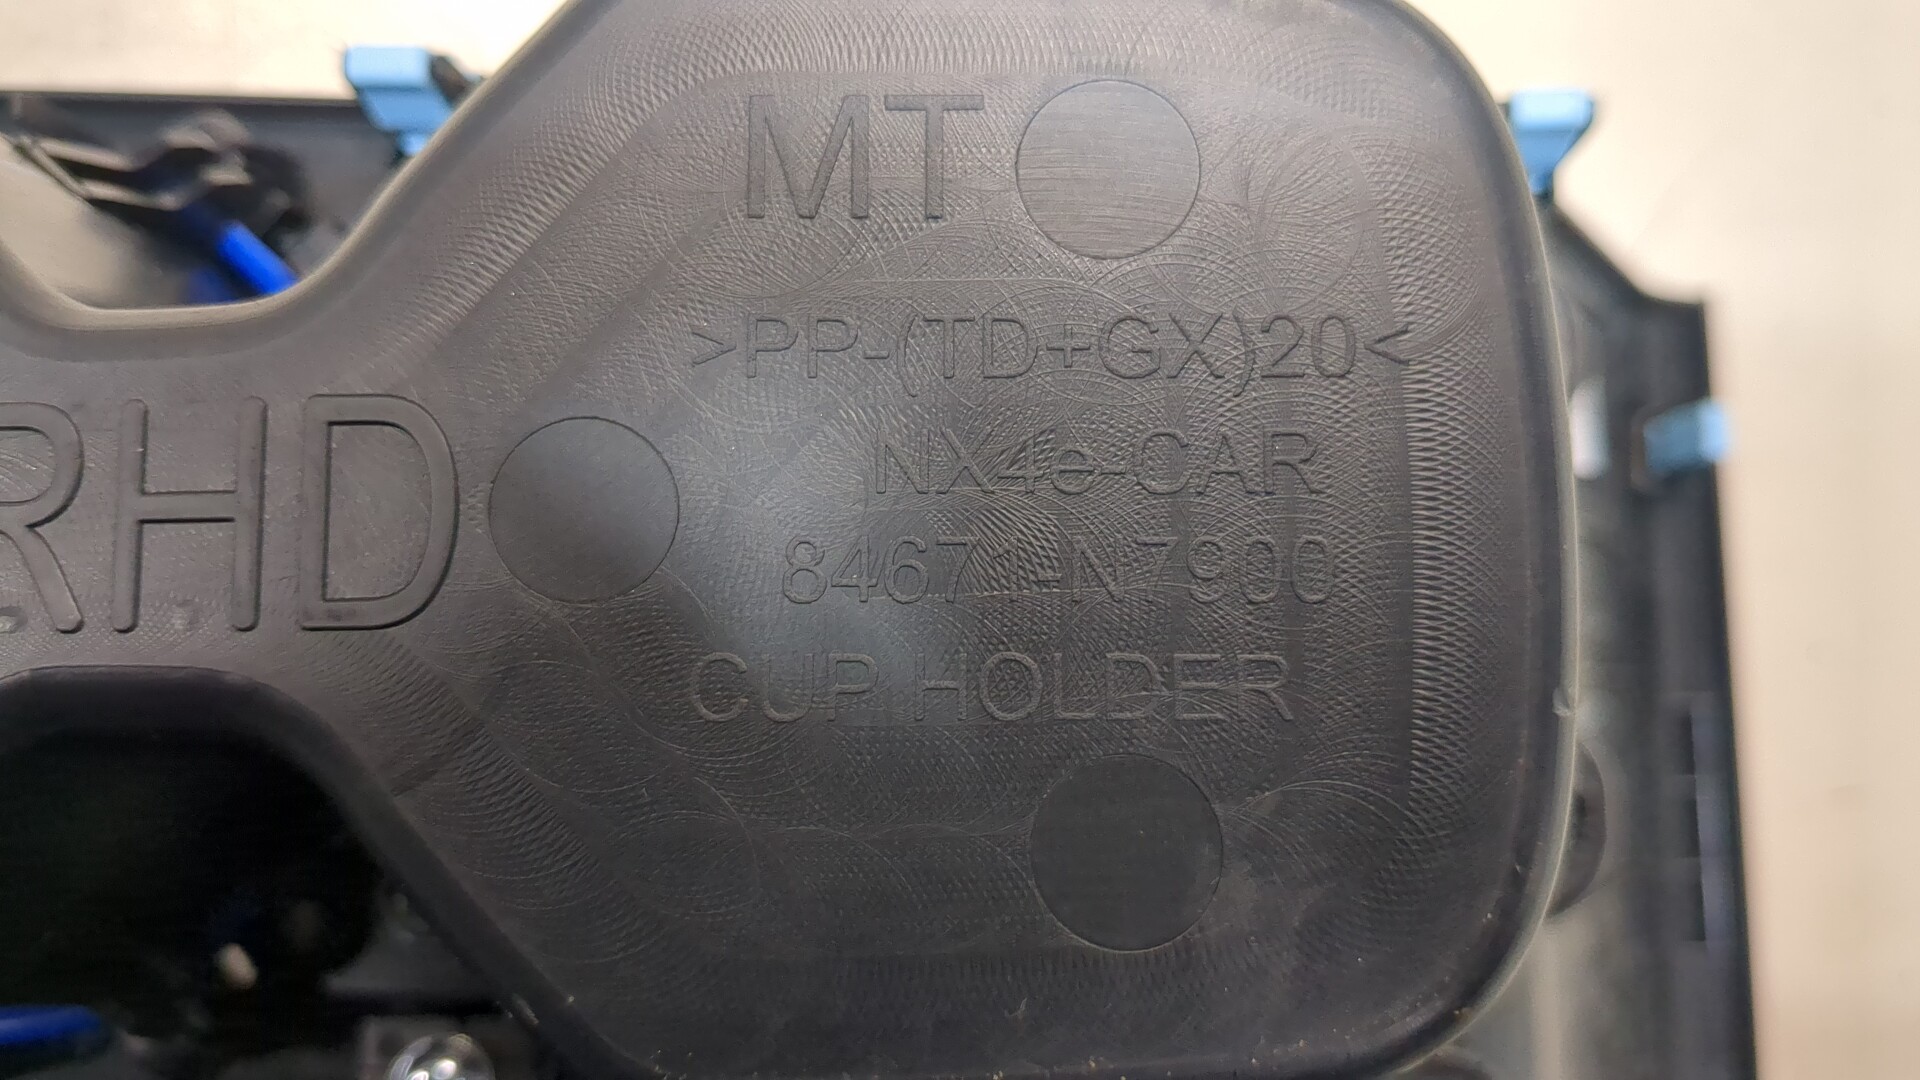 MT
>PP-(TD+GX)20<
RHD
NX4e-CAR
84671-N7900
CUP HOLDER